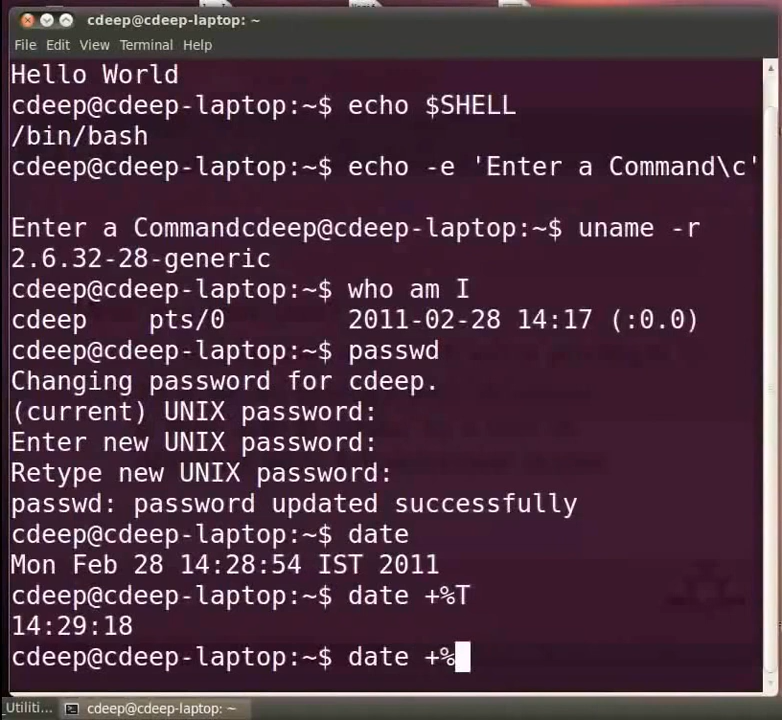 cdeep@cdeep-laptop: ~
File Edit View Terminal Help
Hello World
cdeep@cdeep-laptop:~$ echo $SHELL
/bin/bash
cdeep@cdeep-laptop:~$ echo -e 'Enter a Command\c'
Enter a Commandcdeep@cdeep-laptop:~$ uname -r
2.6.32-28-generic
cdeep@cdeep-laptop:~$ who am I
cdeep    pts/0        2011-02-28 14:17 (:0.0)
cdeep@cdeep-laptop:~$ passwd
Changing password for cdeep.
(current) UNIX password:
Enter new UNIX password:
Retype new UNIX password:
passwd: password updated successfully
cdeep@cdeep-laptop:~$ date
Mon Feb 28 14:28:54 IST 2011
cdeep@cdeep-laptop:~$ date +%T
14:29:18
cdeep@cdeep-laptop:~$ date +%
Utiliti... cdeep@cdeep-laptop: ~